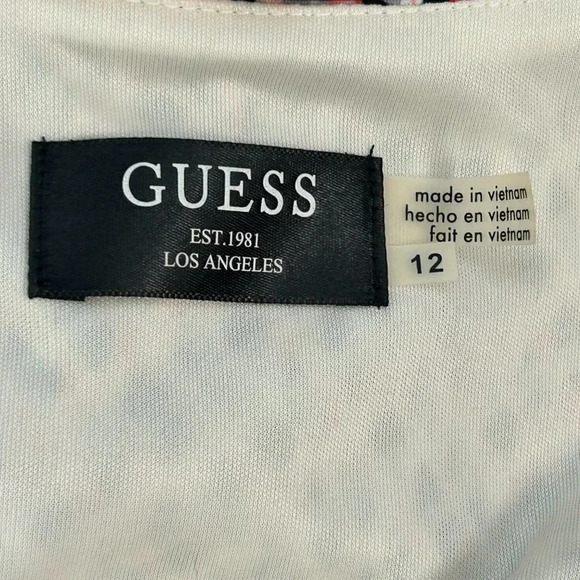 GUESS
EST.1981
LOS ANGELES
made in vietnam
hecho en vietnam
fait en vietnam
12